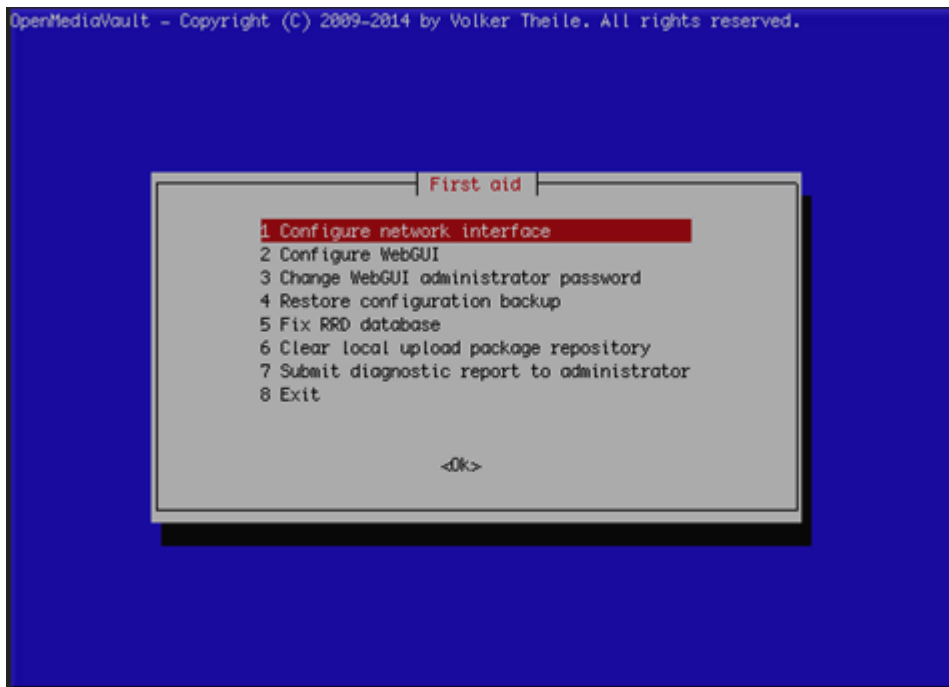 OpenMediaVault - Copyright (C) 2009-2014 by Volker Theile. All rights reserved.
First aid
1 Configure network interface
2 Configure WebGUI
3 Change WebGUI administrator password
4 Restore configuration backup
5 Fix RRD database
6 Clear local upload package repository
7 Submit diagnostic report to administrator
8 Exit
<Ok>